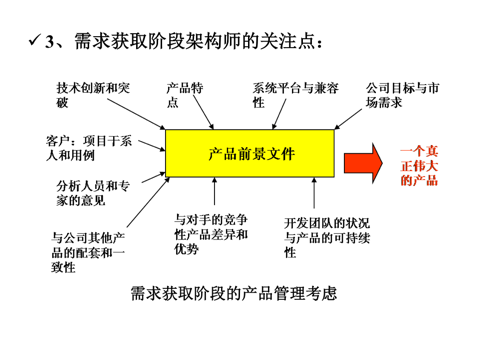 ✓ 3、需求获取阶段架构师的关注点:
技术创新和突
破
产品特
点
系统平台与兼容
性
公司目标与市
场需求
客户:项目干系
人和用例
产品前景文件
一个真
正伟大
的产品
分析人员和专
家的意见
与公司其他产
品的配套和一
致性
与对手的竞争
性产品差异和
优势
开发团队的状况
与产品的可持续
性
需求获取阶段的产品管理考虑